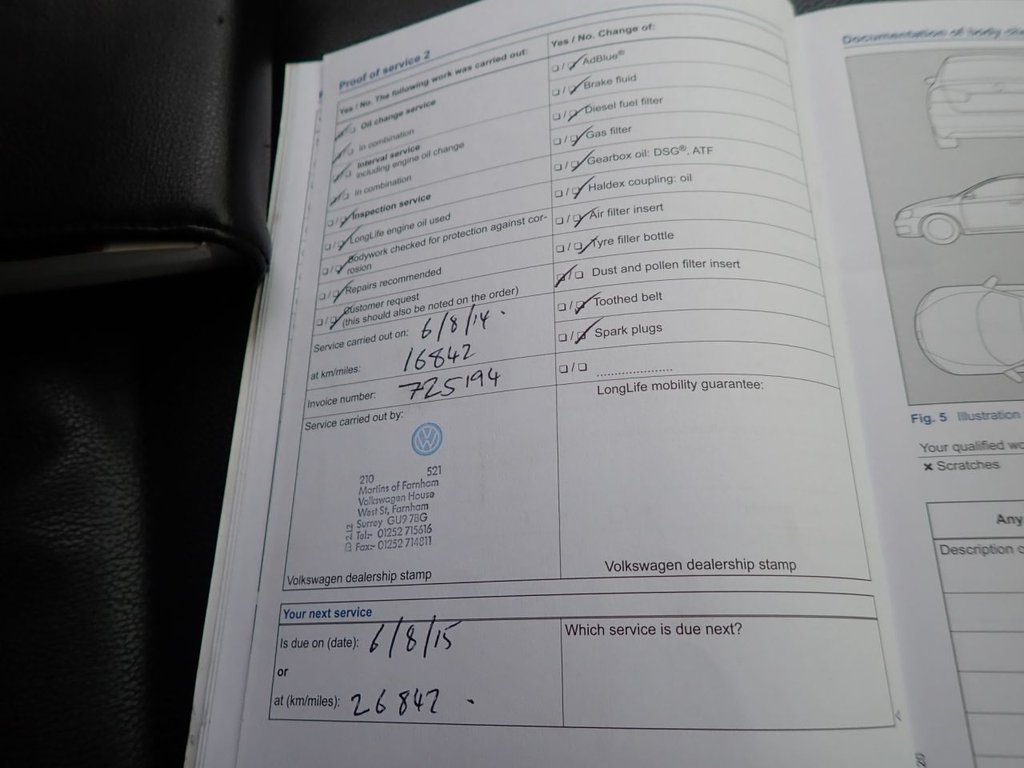 Proof of service 2
Yes / No. The following work was carried out:
Oil change service
In combination
Interval service
including engine oil change
In combination
Inspection service
LongLife engine oil used
Bodywork checked for protection against cor-
rosion
Repairs recommended
Customer request
(this should also be noted on the order)
Service carried out on: 6/8/14.
at km/miles: 16842
Invoice number: 725194
Service carried out by:
210 521
Martins of Farnham
Volkswagen House
West St, Farnham
Surrey GU9 7BG
Tel:- 01252 715616
Fax:- 01252 714011
Volkswagen dealership stamp
Yes / No. Change of:
AdBlue®
Brake fluid
Diesel fuel filter
Gas filter
Gearbox oil: DSG®, ATF
Haldex coupling: oil
Air filter insert
Tyre filler bottle
Dust and pollen filter insert
Toothed belt
Spark plugs
LongLife mobility guarantee:
Volkswagen dealership stamp
Your next service
Is due on (date): 6/8/15
or
at (km/miles): 26842 .
Which service is due next?
Documentation of body
Fig. 5 Illustration
Your qualified
× Scratches
Any
Description
20